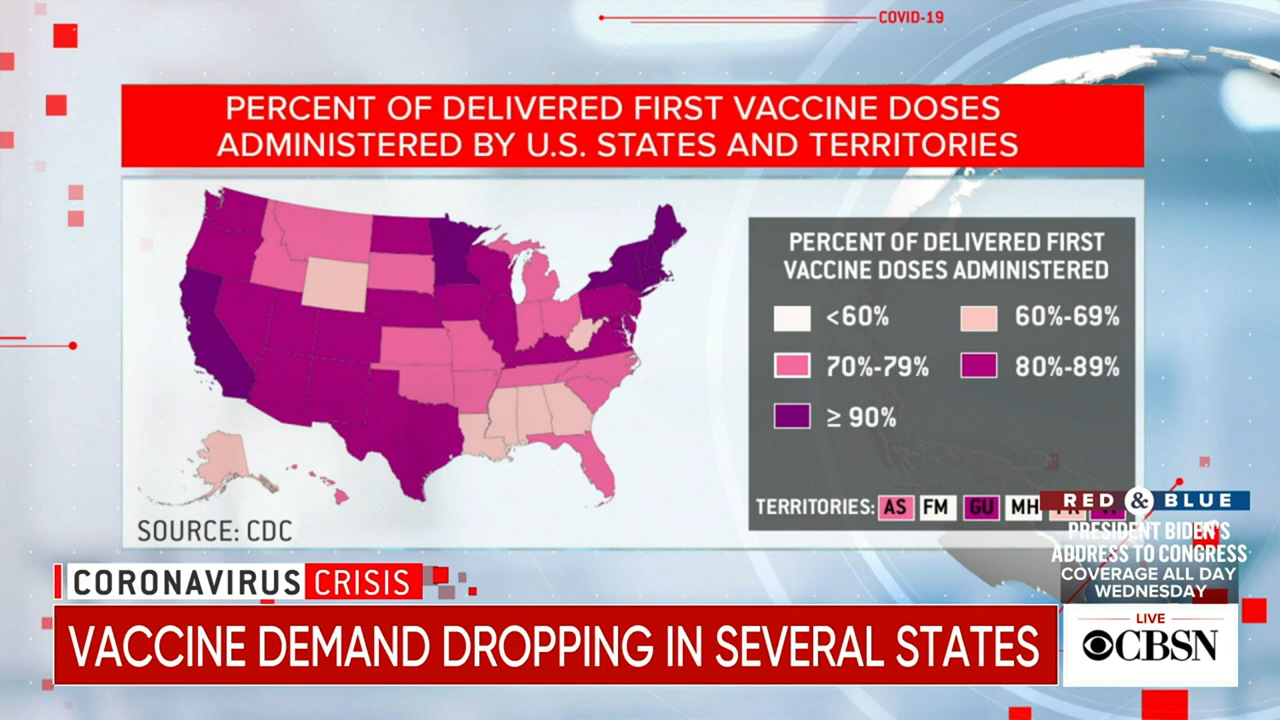 COVID-19
PERCENT OF DELIVERED FIRST VACCINE DOSES
ADMINISTERED BY U.S. STATES AND TERRITORIES
PERCENT OF DELIVERED FIRST
VACCINE DOSES ADMINISTERED
<60% 60%-69%
70%-79% 80%-89%
≥ 90%
TERRITORIES: AS FM GU MH
SOURCE: CDC
RED & BLUE
PRESIDENT BIDEN'S
ADDRESS TO CONGRESS
COVERAGE ALL DAY
WEDNESDAY
CORONAVIRUS CRISIS
VACCINE DEMAND DROPPING IN SEVERAL STATES
LIVE
CBSN